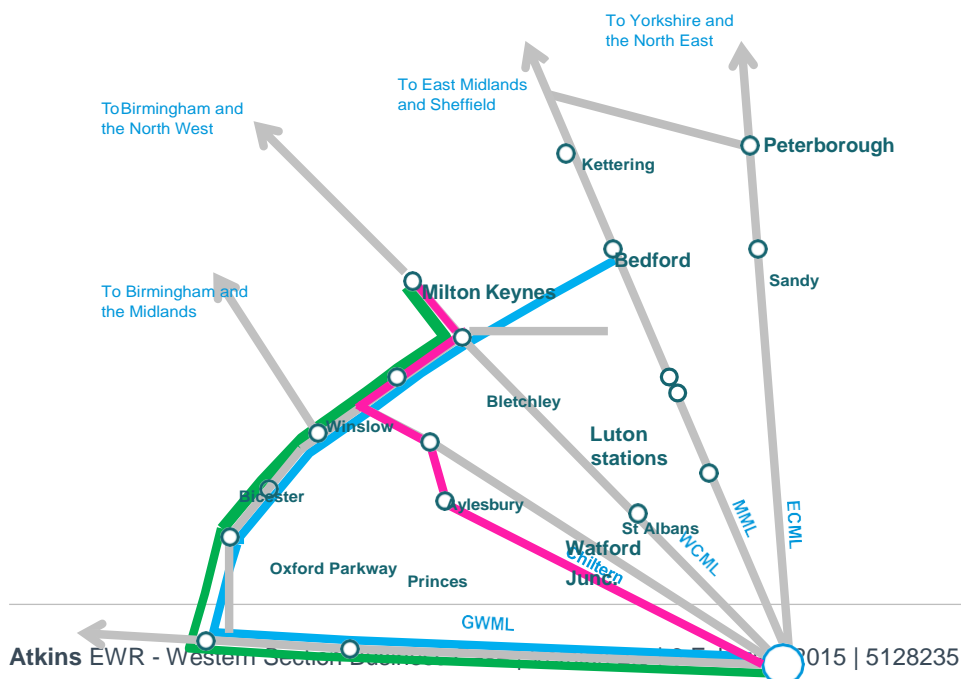 To Yorkshire and
the North East
To East Midlands
and Sheffield
ToBirmingham and
the North West
Peterborough
Kettering
Bedford
Sandy
Milton Keynes
To Birmingham and
the Midlands
Bletchley
Winslow
Luton
stations
Bicester
Aylesbury
St Albans
MML
ECML
WCML
Watford
Junc.
Chiltern
Oxford Parkway
Princes
GWML
Atkins EWR - Western Section Business 2015 | 5128235